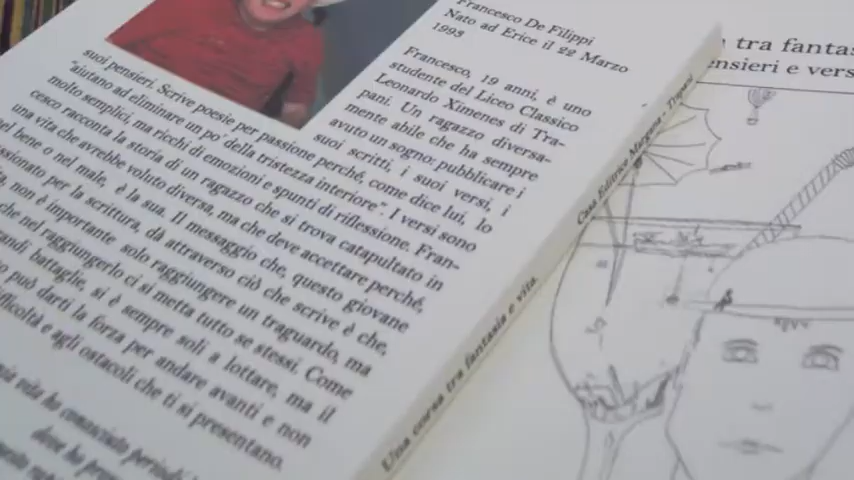 Francesco De Filippi
Nato ad Erice il 22 Marzo
1993
Francesco, 19 anni, è uno
studente del Liceo Classico
Leonardo Ximenes di Tra-
pani. Un ragazzo diversa-
mente abile che ha sempre
avuto un sogno: pubblicare i
suoi scritti, i suoi versi, i
suoi pensieri. Scrive poesie per passione perché, come dice lui, lo
"aiutano ad eliminare un po' della tristezza interiore". I versi sono
molto semplici, ma ricchi di emozioni e spunti di riflessione. Fran-
cesco racconta la storia di un ragazzo che si trova catapultato in
una vita che avrebbe voluto diversa, ma che deve accettare perché,
nel bene o nel male, è la sua. Il messaggio che, questo giovane
per la scrittura, dà attraverso ciò che scrive è che,
non è importante solo raggiungere un traguardo, ma
che nel raggiungerlo ci si metta tutto se stessi. Come
battaglie, si è sempre soli a lottare, ma il
può darti la forza per andare avanti e non
e agli ostacoli che ti si presentano.
vita ho conosciuto periodi
deve ho
Una corsa tra fantasia e vita.
Casa Editrice Margana - Trapani
tra
e